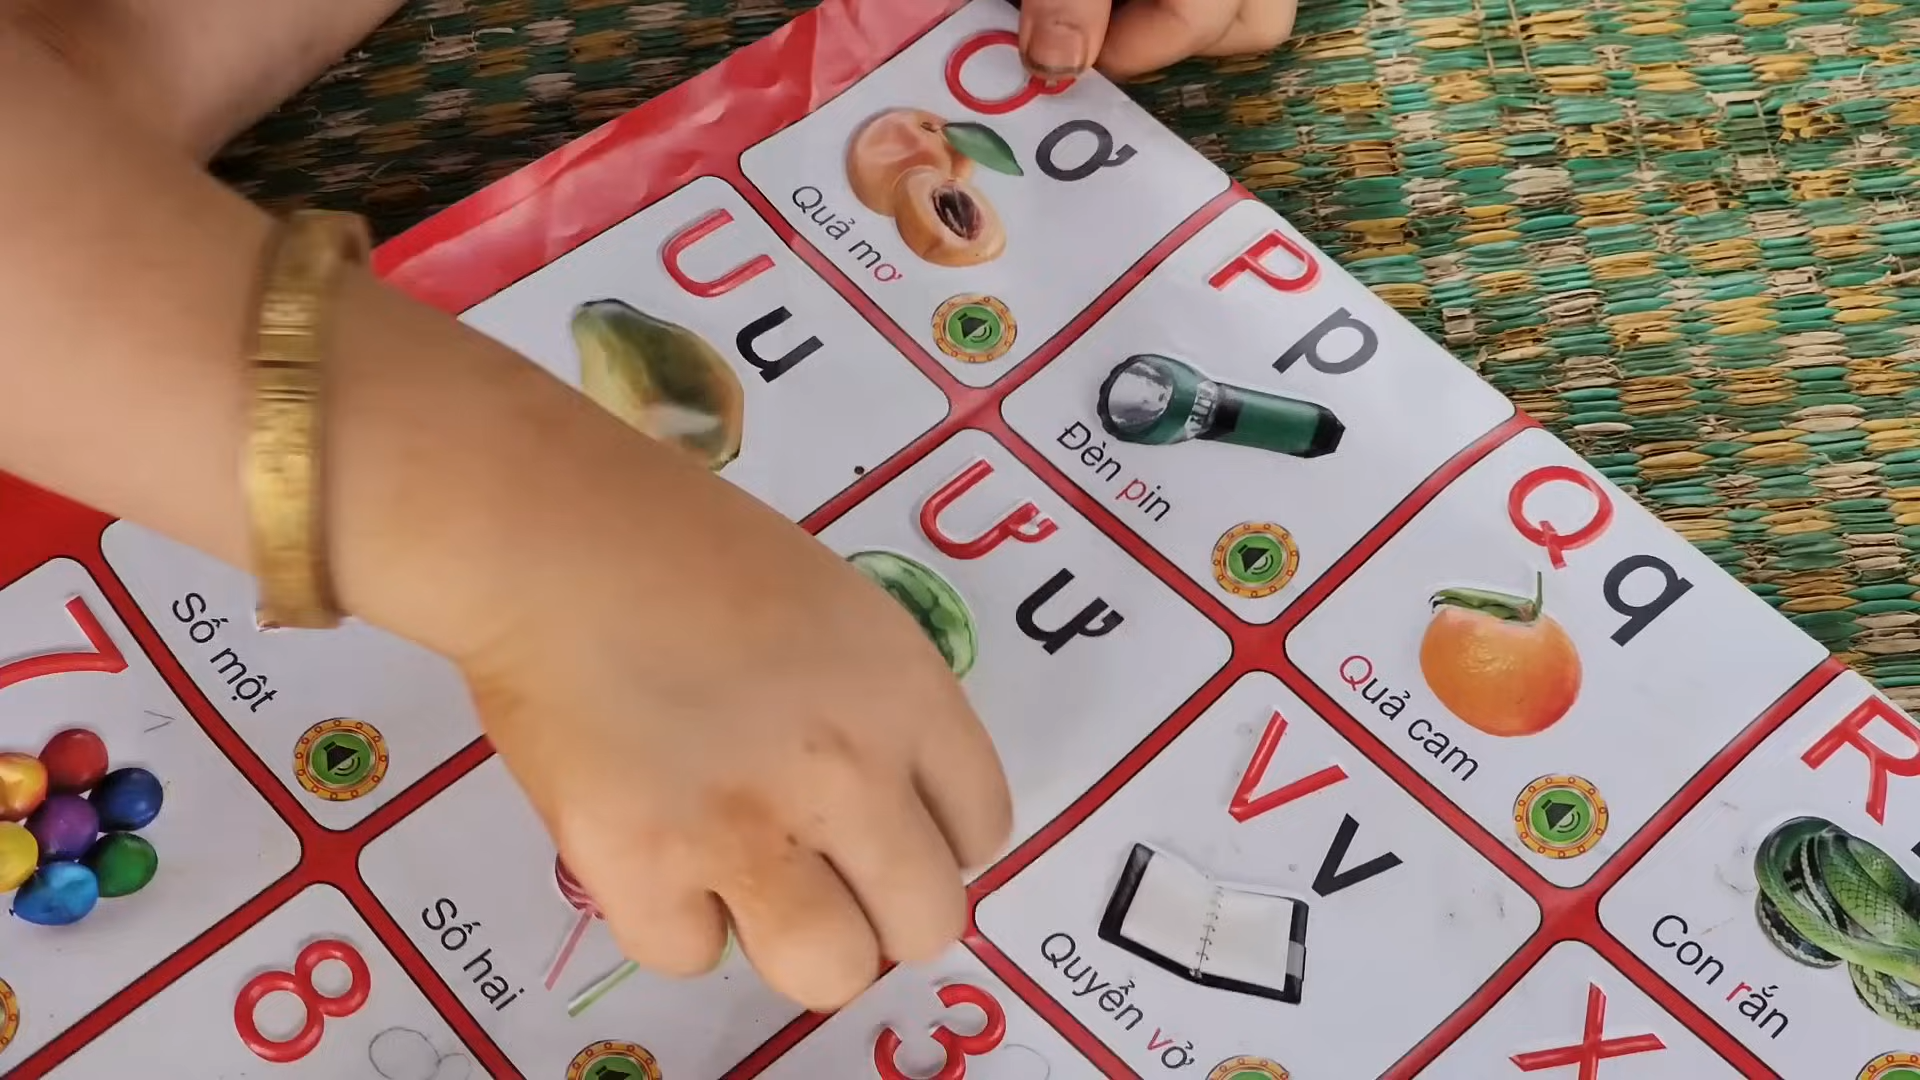 Ơ ơ
Quả mơ
P p
Đèn pin
Q q
Quả cam
R
Con rắn
U u
Ư ư
V v
Quyển vở
X
Số một
Số hai
3
7
8